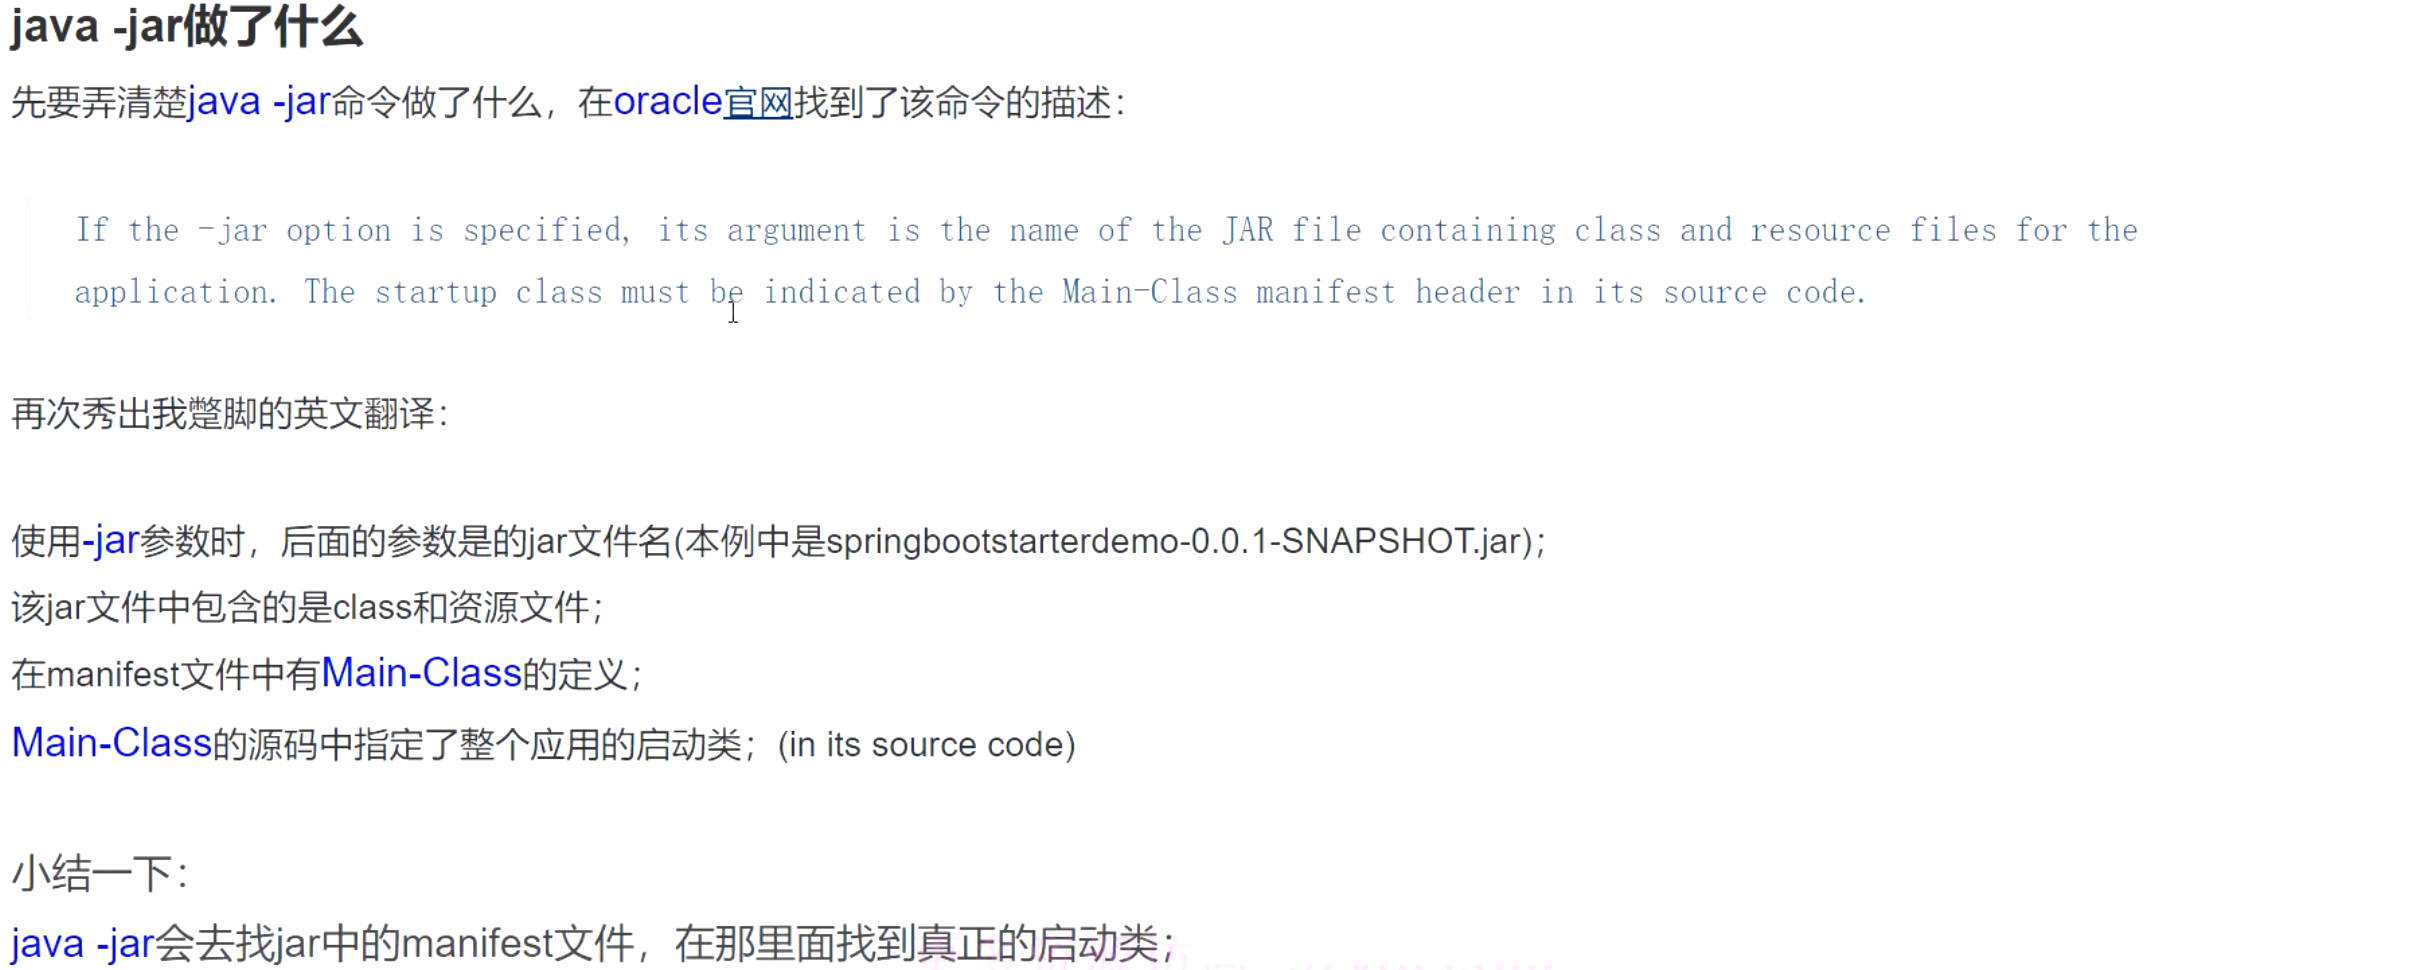 java -jar做了什么
先要弄清楚java -jar命令做了什么，在oracle官网找到了该命令的描述：
If the -jar option is specified, its argument is the name of the JAR file containing class and resource files for the
application. The startup class must be indicated by the Main-Class manifest header in its source code.
再次秀出我蹩脚的英文翻译：
使用-jar参数时，后面的参数是的jar文件名(本例中是springbootstarterdemo-0.0.1-SNAPSHOT.jar)；
该jar文件中包含的是class和资源文件；
在manifest文件中有Main-Class的定义；
Main-Class的源码中指定了整个应用的启动类；(in its source code)
小结一下：
java -jar会去找jar中的manifest文件，在那里面找到真正的启动类；